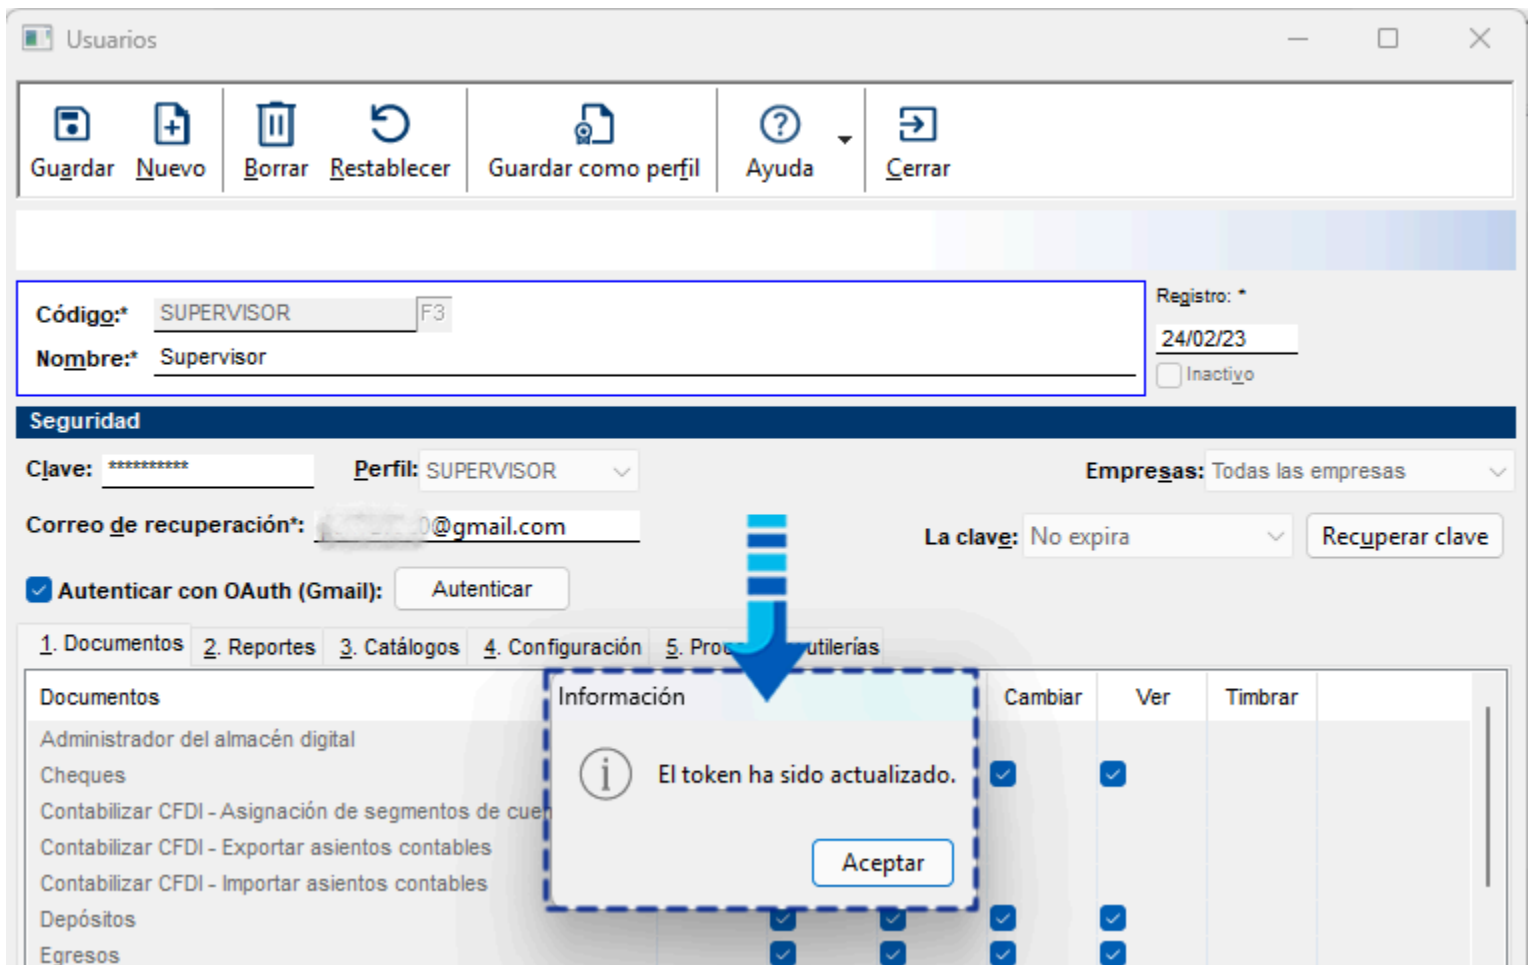 Usuarios
Guardar Nuevo Borrar Restablecer Guardar como perfil Ayuda Cerrar
Registro: *
Código:* SUPERVISOR F3
24/02/23
Nombre:* Supervisor
Inactivo
Seguridad
Clave: ********** Perfil: SUPERVISOR Empresas: Todas las empresas
Correo de recuperación*: 0@gmail.com La clave: No expira Recuperar clave
Autenticar con OAuth (Gmail): Autenticar
1. Documentos 2. Reportes 3. Catálogos 4. Configuración 5. utilerías
Documentos Cambiar Ver Timbrar
Información
Administrador del almacén digital
Cheques
El token ha sido actualizado.
Contabilizar CFDI - Asignación de segmentos de
Contabilizar CFDI - Exportar asientos contables
Aceptar
Contabilizar CFDI - Importar asientos contables
Depósitos
Egresos